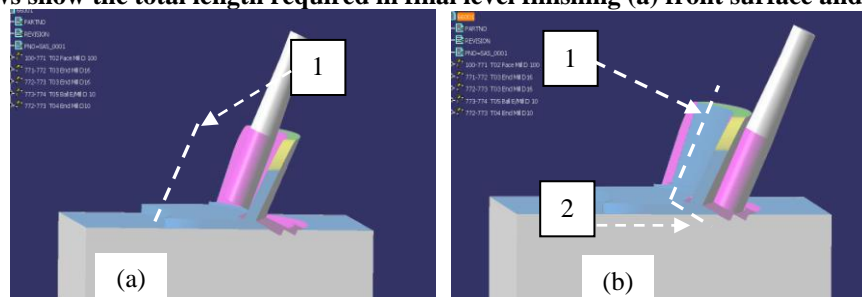 ws show the total length required in final level finishing (a) front surface and
PARTNO
REVISION
PNO=SAS_0001
100-771 T02 Face Mill D 100
771-772 T03 End Mill D16
772-773 T03 End Mill D16
773-774 T05 Ball E/Mill D 10
772-773 T04 End Mill D10
1
(a)
PARTNO
REVISION
PNO=SAS_0001
100-771 T02 Face Mill D 100
771-772 T03 End Mill D16
772-773 T03 End Mill D16
773-774 T05 Ball E/Mill D 10
772-773 T04 End Mill D10
1
2
(b)